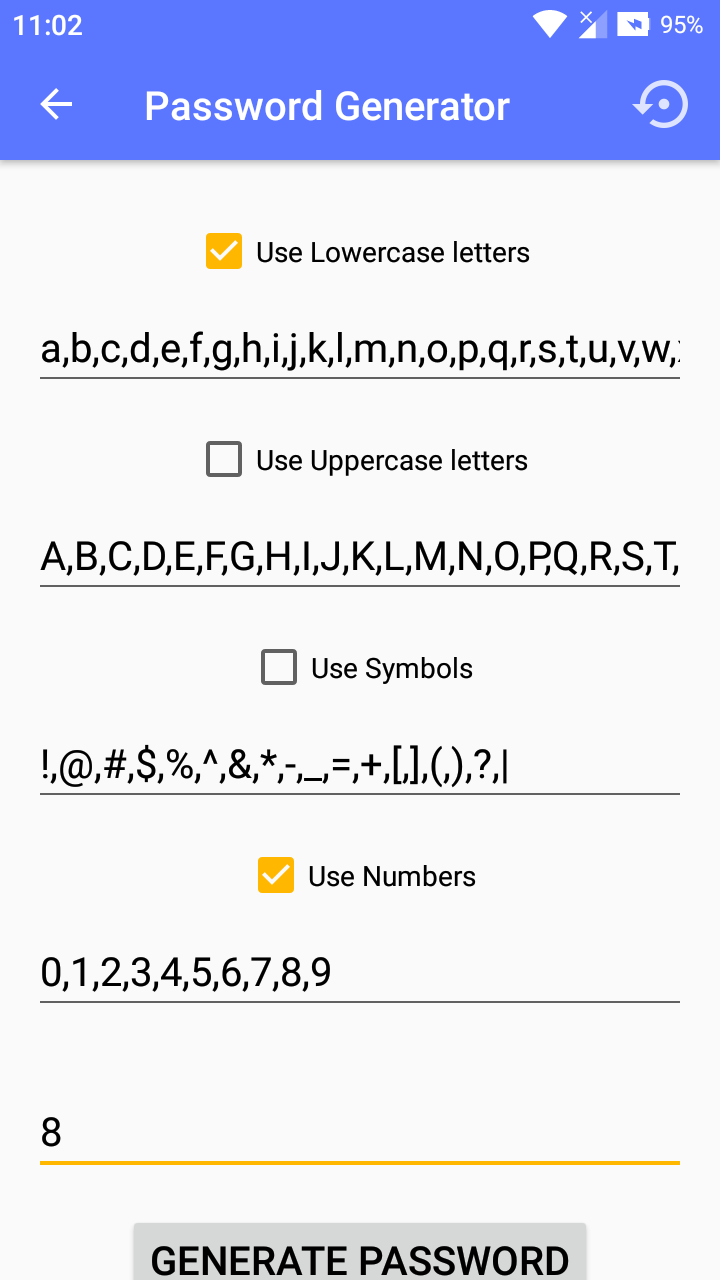 11:02 95%
Password Generator
Use Lowercase letters
a,b,c,d,e,f,g,h,i,j,k,l,m,n,o,p,q,r,s,t,u,v,w,
Use Uppercase letters
A,B,C,D,E,F,G,H,I,J,K,L,M,N,O,P,Q,R,S,T,
Use Symbols
!,@,#,$,%,^,&,*,-,_,=,+,[,],(,),?,|
Use Numbers
0,1,2,3,4,5,6,7,8,9
8
GENERATE PASSWORD